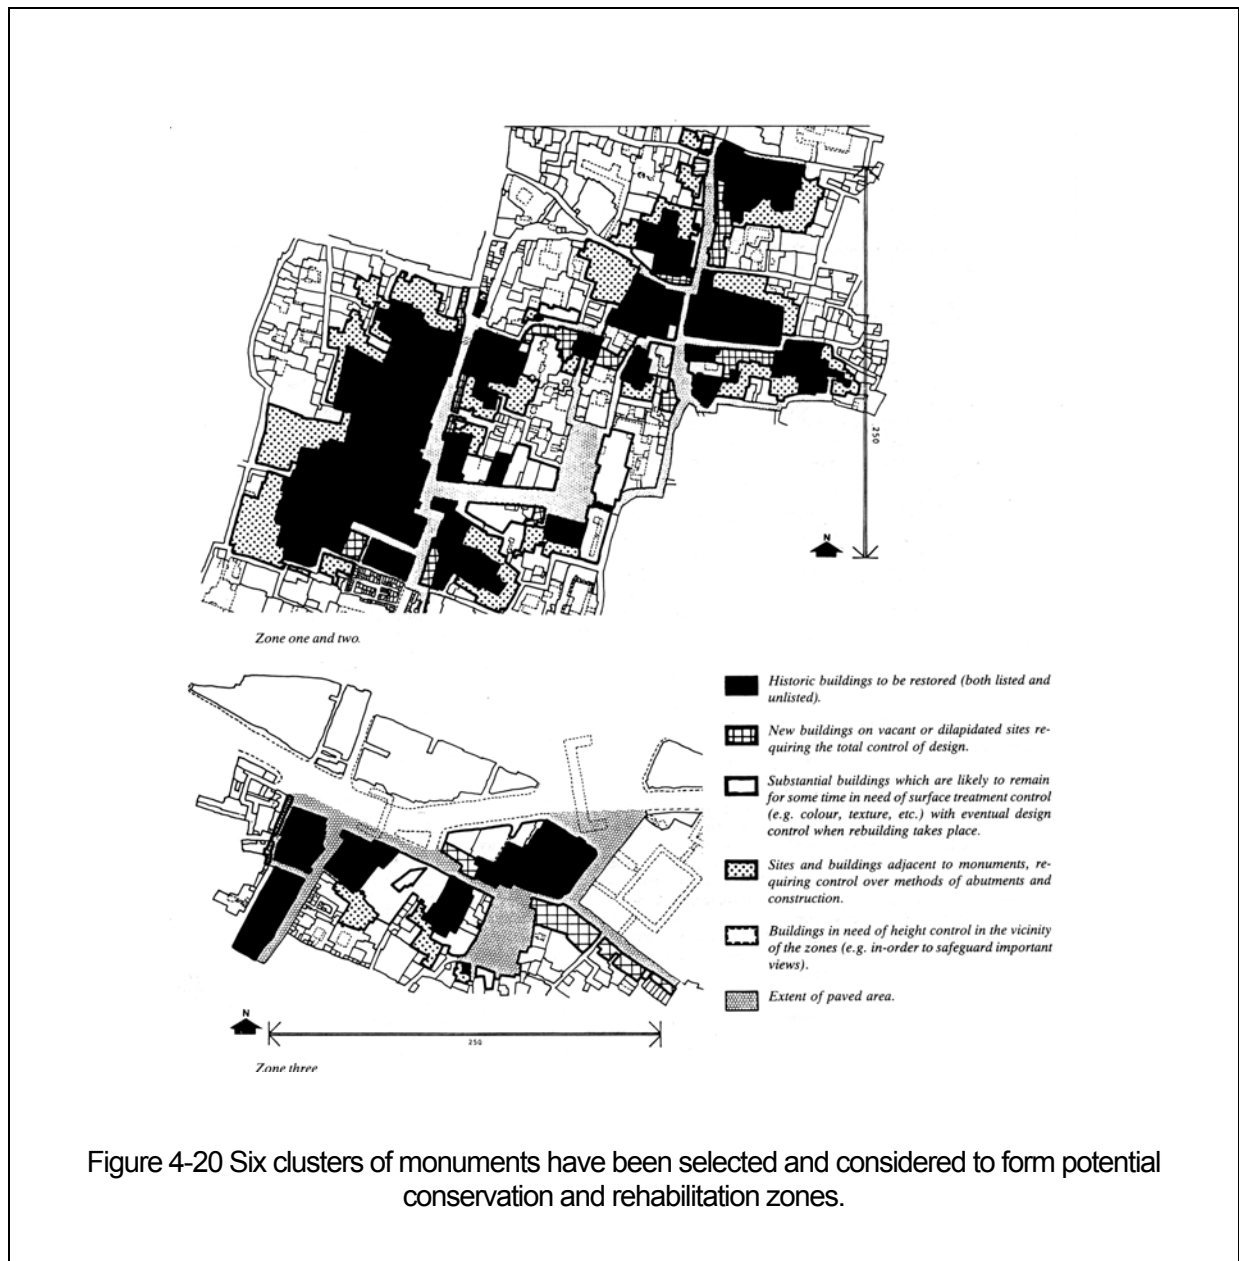 250
N
Zone one and two.
Historic buildings to be restored (both listed and
unlisted).
New buildings on vacant or dilapidated sites re-
quiring the total control of design.
Substantial buildings which are likely to remain
for some time in need of surface treatment control
(e.g. colour, texture, etc.) with eventual design
control when rebuilding takes place.
Sites and buildings adjacent to monuments, re-
quiring control over methods of abutments and
construction.
Buildings in need of height control in the vicinity
of the zones (e.g. in-order to safeguard important
views).
Extent of paved area.
N
250
Zone three
Figure 4-20 Six clusters of monuments have been selected and considered to form potential
conservation and rehabilitation zones.